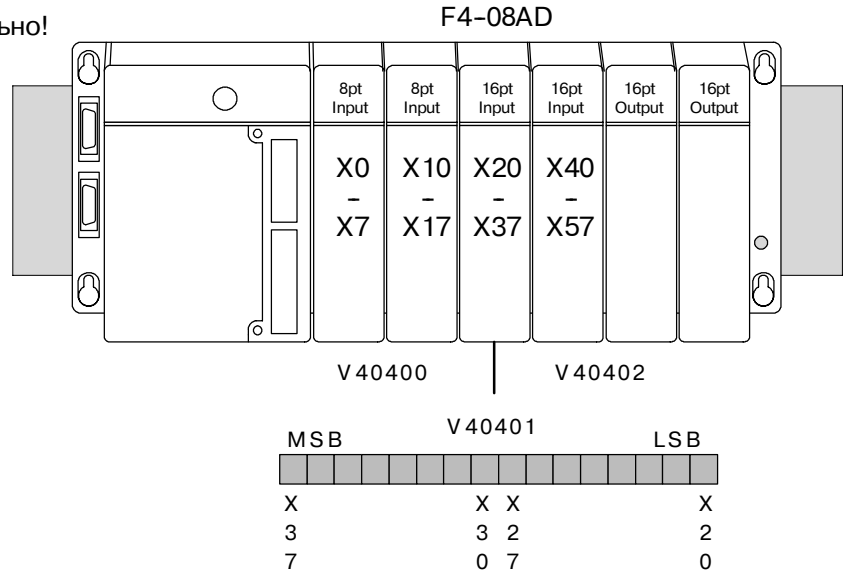 F4-08AD
ьно!
8pt 8pt 16pt 16pt 16pt 16pt
Input Input Input Input Output Output
X0 X10 X20 X40
- - - -
X7 X17 X37 X57
V40400 V40402
V40401
MSB LSB
X X X X
3 3 2 2
7 0 7 0